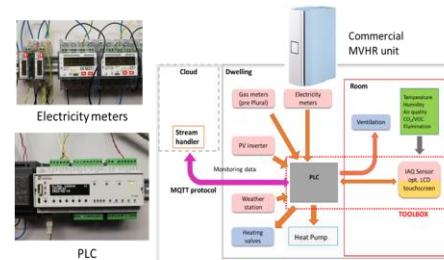 Electricity meters
PLC
Commercial
MVHR unit
Cloud
Dwelling
Room
Gas meters
(pre Plural)
Electricity
meters
Temperature
Humidity
Air quality
CO₂/VOC
Illumination
Ventilation
Stream
handler
PV inverter
Monitoring data
MQTT protocol
PLC
IAQ Sensor
opt. LCD
touchscreen
Weather
station
TOOLBOX
Heating
valves
Heat Pump